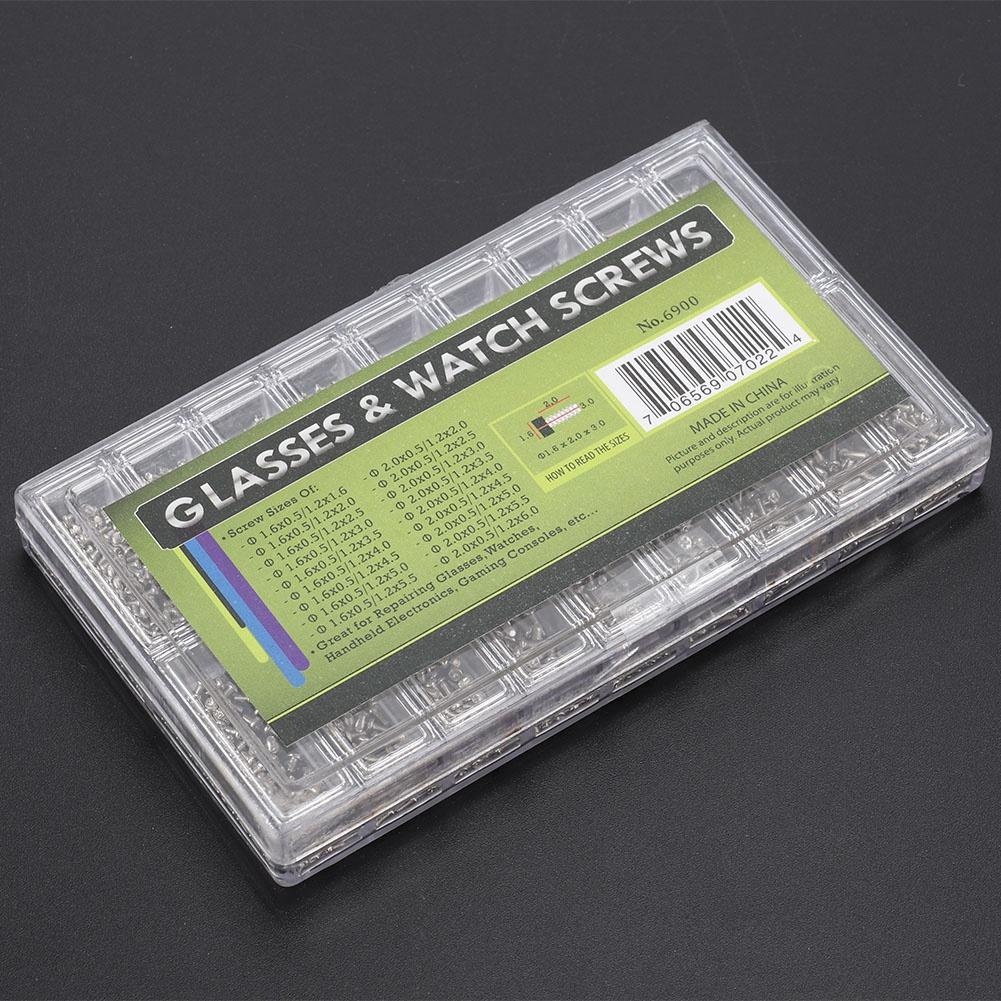 GLASSES & WATCH SCREWS
No.6900
7 06569 07022 4
MADE IN CHINA
Picture and description are for illustration
purposes only. Actual product may vary.
2.0
3.0
1.6
Φ1.6 x 2.0 x 3.0
HOW TO READ THE SIZES
• Screw Sizes Of:
- Φ 1.6x0.5/1.2x1.6
- Φ 1.6x0.5/1.2x2.0
- Φ 1.6x0.5/1.2x2.5
- Φ 1.6x0.5/1.2x3.0
- Φ 1.6x0.5/1.2x3.5
- Φ 1.6x0.5/1.2x4.0
- Φ 1.6x0.5/1.2x4.5
- Φ 1.6x0.5/1.2x5.0
- Φ 1.6x0.5/1.2x5.5
- Φ 2.0x0.5/1.2x2.0
- Φ 2.0x0.5/1.2x2.5
- Φ 2.0x0.5/1.2x3.0
- Φ 2.0x0.5/1.2x3.5
- Φ 2.0x0.5/1.2x4.0
- Φ 2.0x0.5/1.2x4.5
- Φ 2.0x0.5/1.2x5.0
- Φ 2.0x0.5/1.2x5.5
- Φ 2.0x0.5/1.2x6.0
• Great for Repairing Glasses, Watches,
Handheld Electronics, Gaming Consoles, etc...